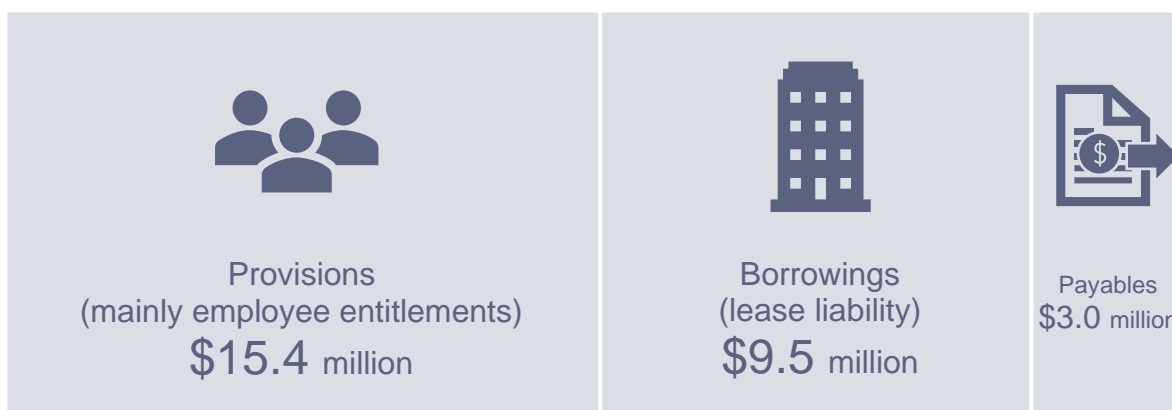 Provisions
(mainly employee entitlements)
$15.4 million
Borrowings
(lease liability)
$9.5 million
$
Payables
$3.0 million